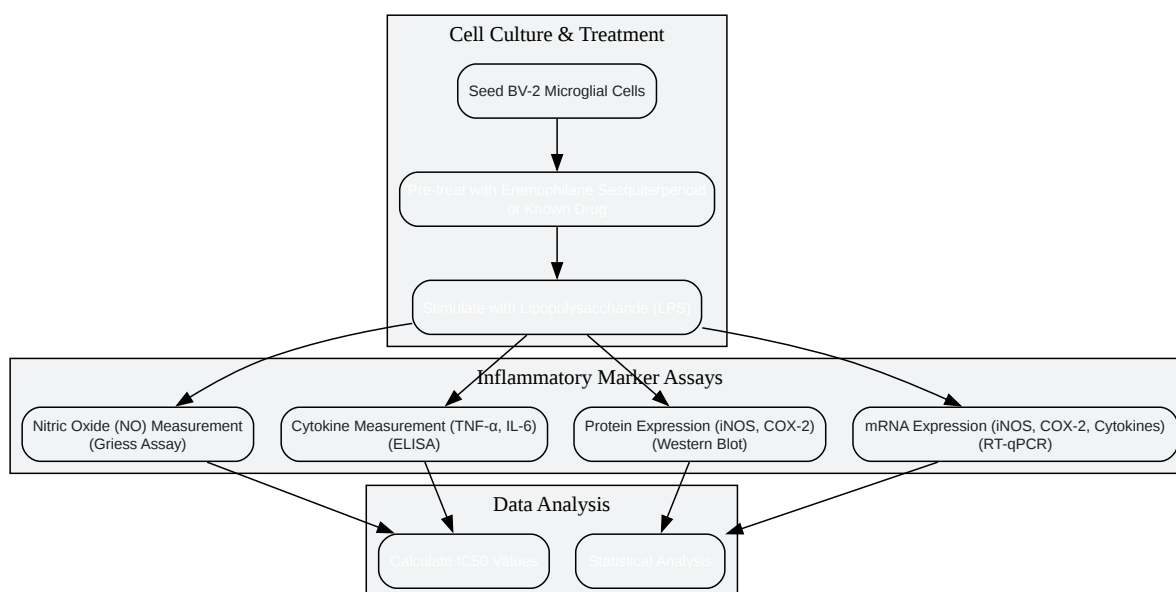 Cell Culture & Treatment
Seed BV-2 Microglial Cells
Pre-treat with Eremophilane Sesquiterpenoid
or Known Drug
Stimulate with Lipopolysaccharide (LPS)
Inflammatory Marker Assays
Nitric Oxide (NO) Measurement
(Griess Assay)
Cytokine Measurement (TNF-α, IL-6)
(ELISA)
Protein Expression (iNOS, COX-2)
(Western Blot)
mRNA Expression (iNOS, COX-2, Cytokines)
(RT-qPCR)
Data Analysis
Calculate IC50 Values
Statistical Analysis